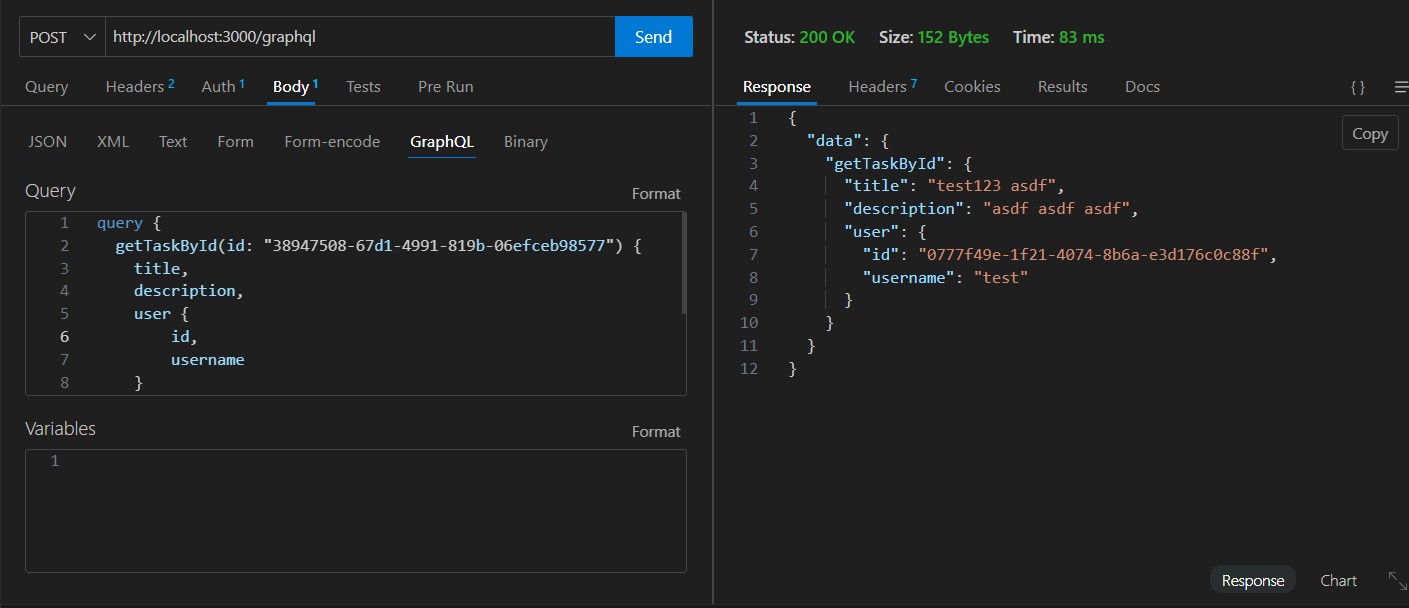 POST http://localhost:3000/graphql Send
Query Headers 2 Auth 1 Body 1 Tests Pre Run
JSON XML Text Form Form-encode GraphQL Binary
Query Format
1 query {
2 getTaskById(id: "38947508-67d1-4991-819b-06efceb98577") {
3 title,
4 description,
5 user {
6 id,
7 username
8 }
Variables Format
1
Status: 200 OK Size: 152 Bytes Time: 83 ms
Response Headers 7 Cookies Results Docs {}
Copy
1 {
2 "data": {
3 "getTaskById": {
4 "title": "test123 asdf",
5 "description": "asdf asdf asdf",
6 "user": {
7 "id": "0777f49e-1f21-4074-8b6a-e3d176c0c88f",
8 "username": "test"
9 }
10 }
11 }
12 }
Response Chart